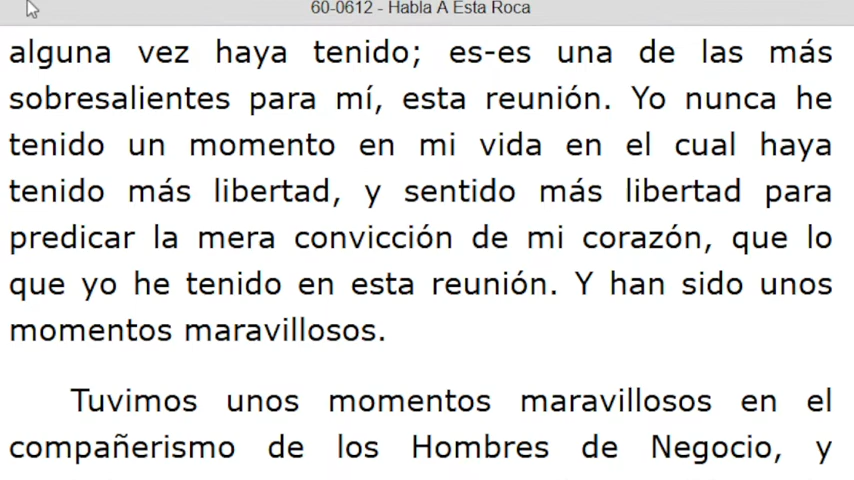 60-0612 - Habla A Esta Roca
alguna vez haya tenido; es-es una de las más
sobresalientes para mí, esta reunión. Yo nunca he
tenido un momento en mi vida en el cual haya
tenido más libertad, y sentido más libertad para
predicar la mera convicción de mi corazón, que lo
que yo he tenido en esta reunión. Y han sido unos
momentos maravillosos.
Tuvimos unos momentos maravillosos en el
compañerismo de los Hombres de Negocio, y